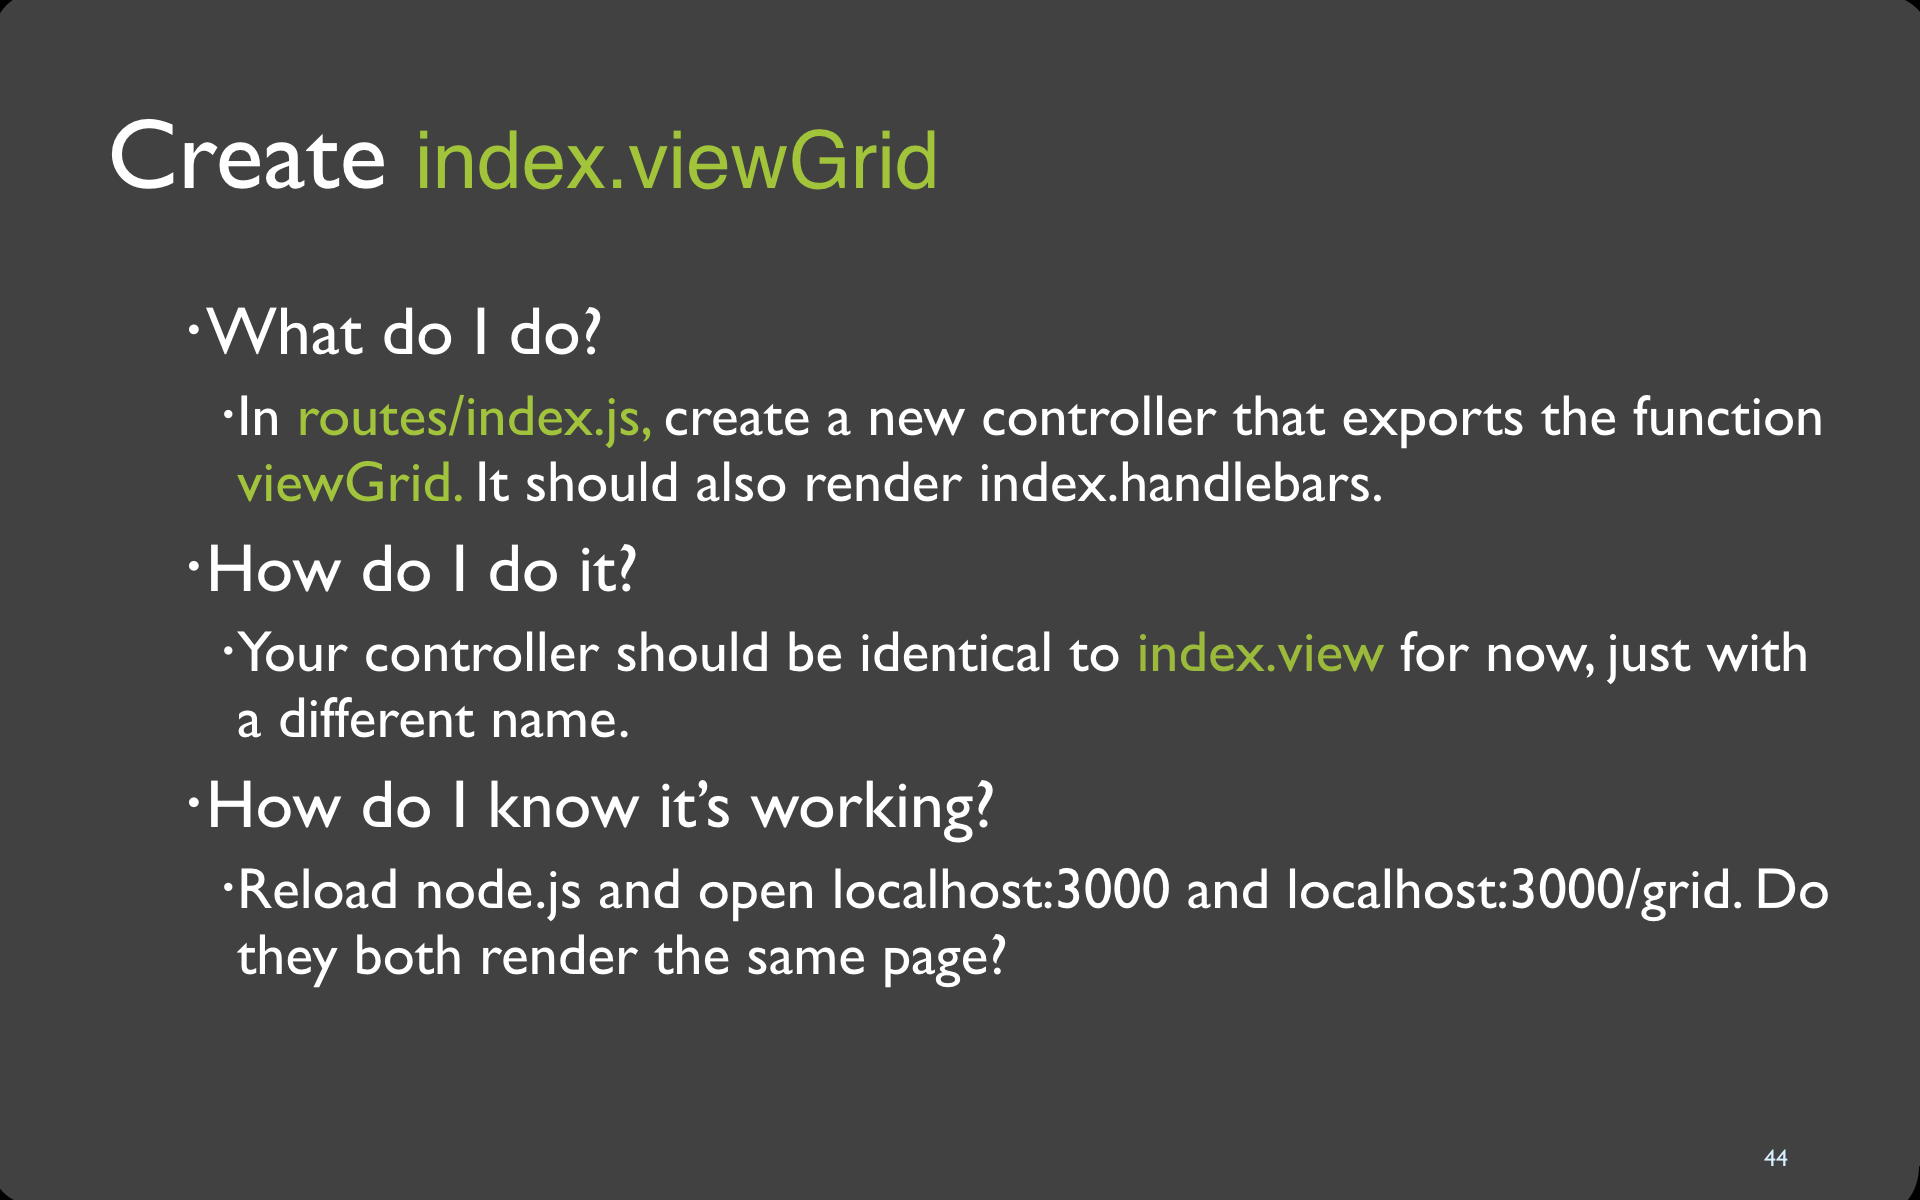 Create index.viewGrid
•What do I do?
•In routes/index.js, create a new controller that exports the function
viewGrid. It should also render index.handlebars.
•How do I do it?
•Your controller should be identical to index.view for now, just with
a different name.
•How do I know it’s working?
•Reload node.js and open localhost:3000 and localhost:3000/grid. Do
they both render the same page?
44